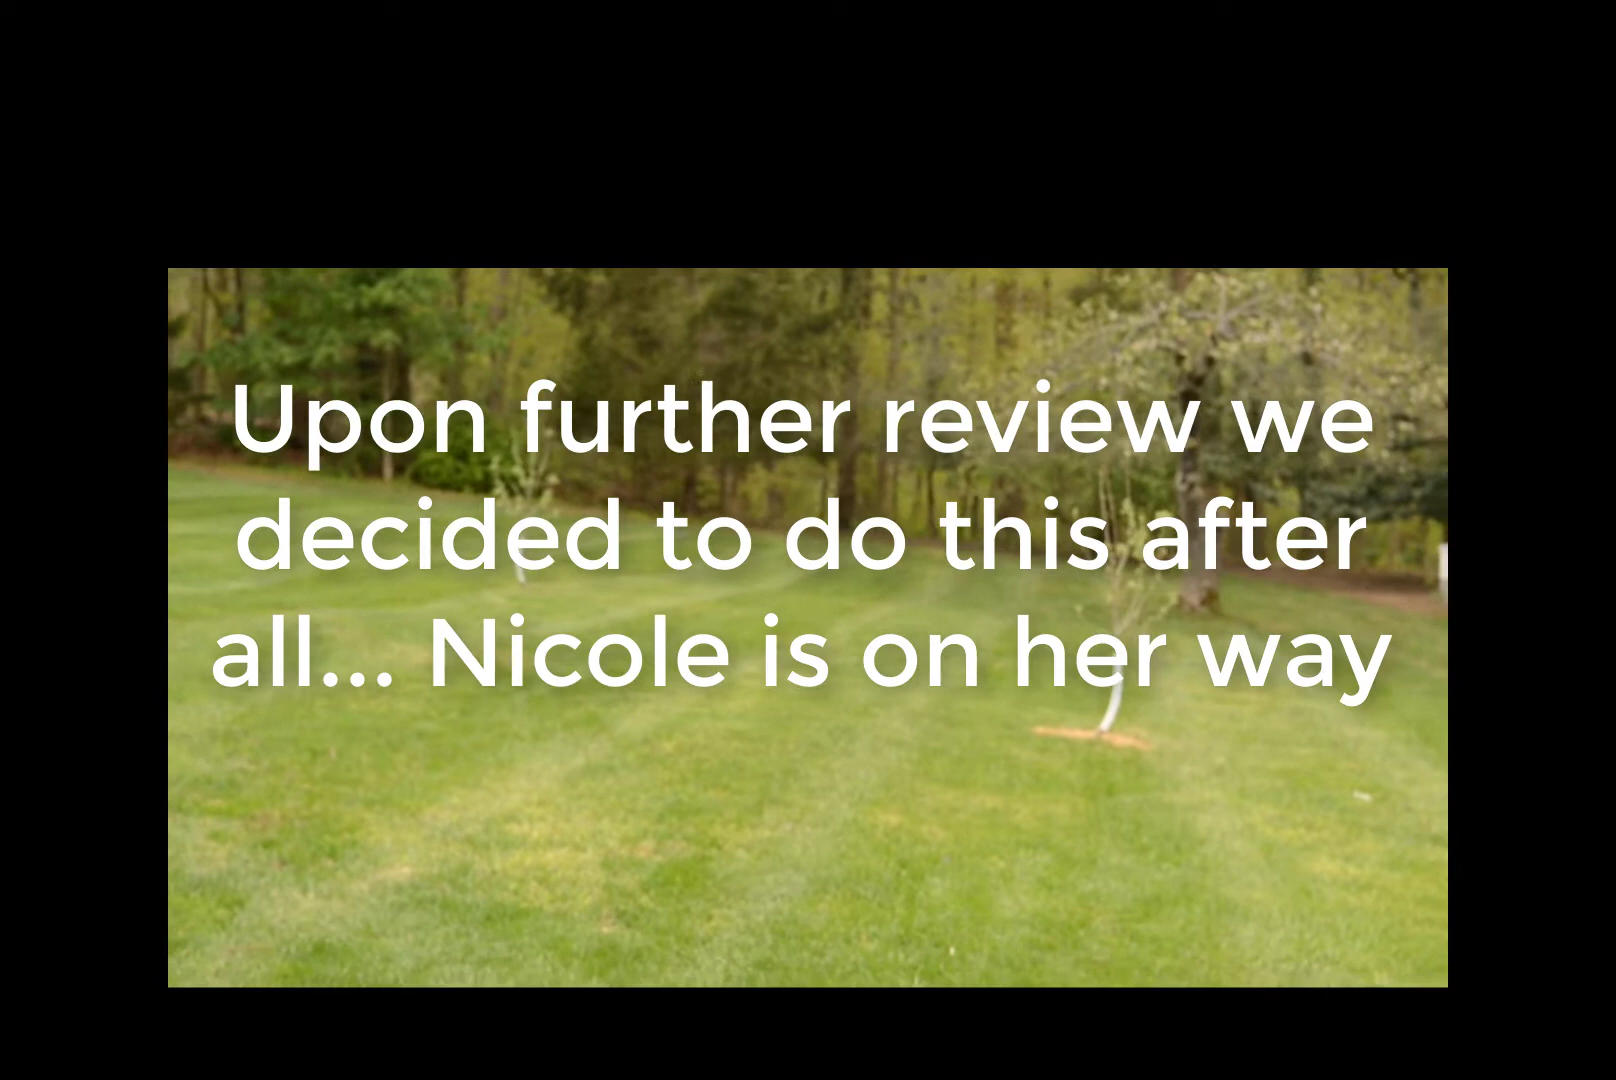 Upon further review we
decided to do this after
all... Nicole is on her way